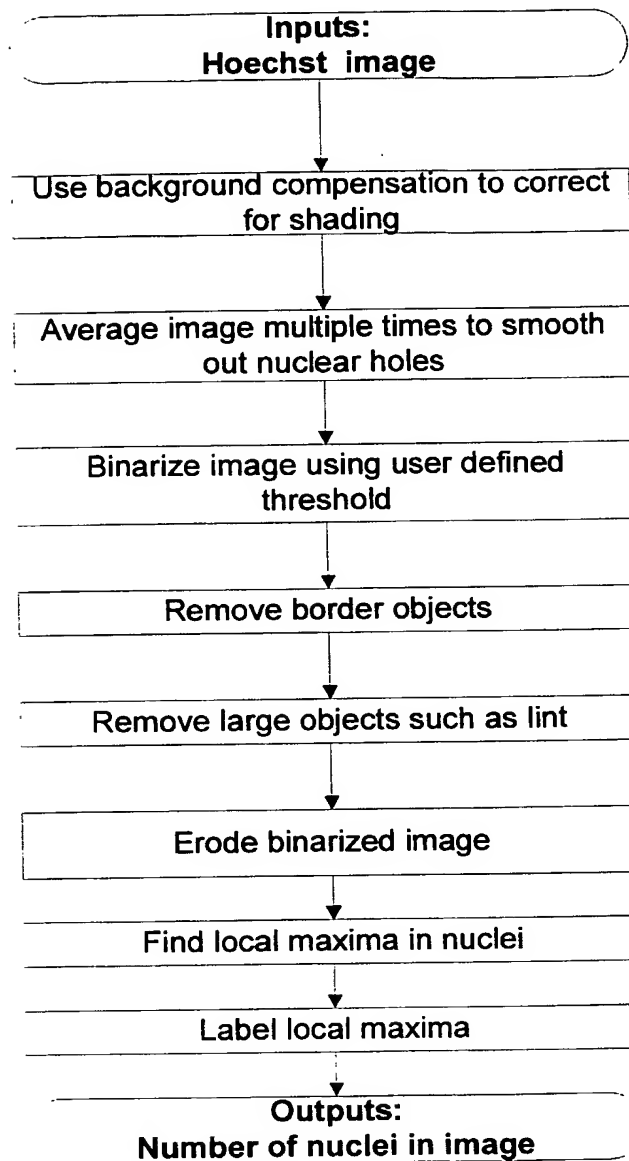 Inputs:
Hoechst image
Use background compensation to correct
for shading
Average image multiple times to smooth
out nuclear holes
Binarize image using user defined
threshold
Remove border objects
Remove large objects such as lint
Erode binarized image
Find local maxima in nuclei
Label local maxima
Outputs:
Number of nuclei in image